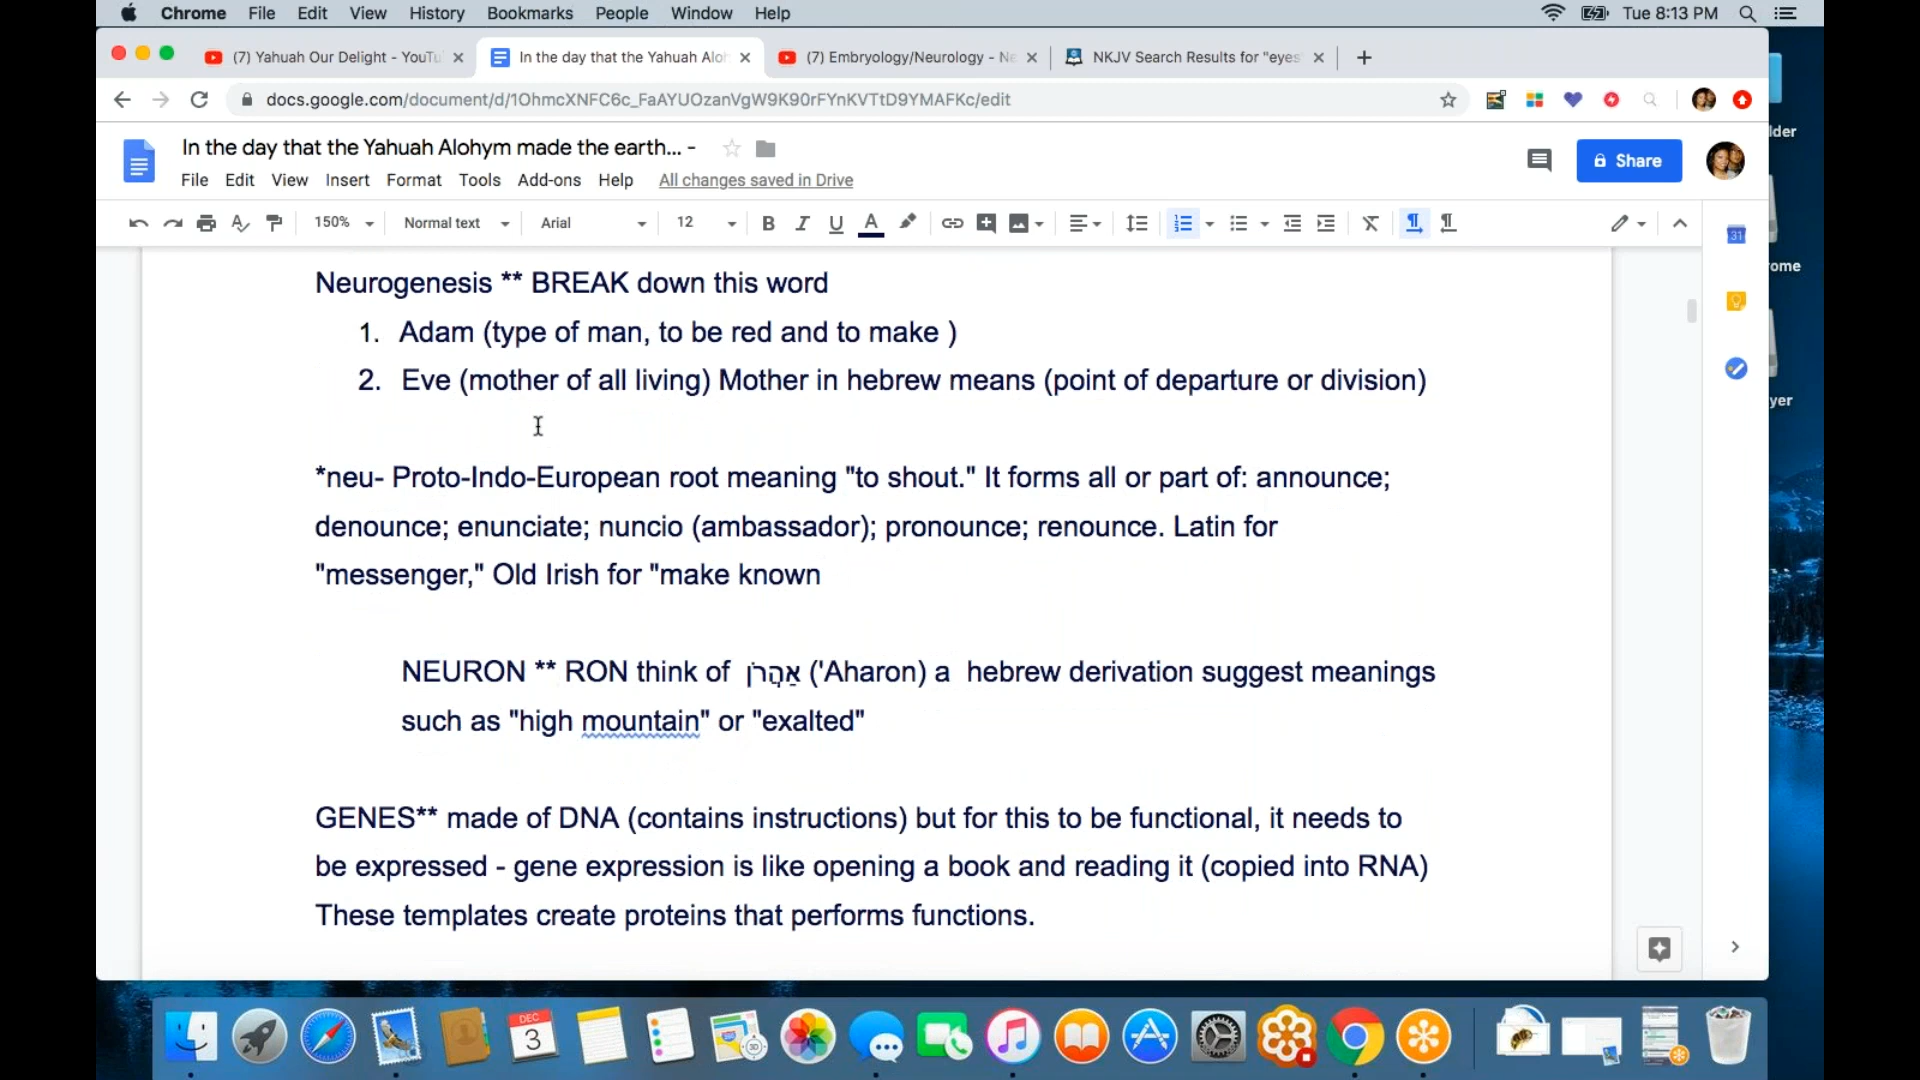 Chrome File Edit View History Bookmarks People Window Help Tue 8:13 PM
(7) Yahuah Our Delight - YouTu
In the day that the Yahuah Aloh
(7) Embryology/Neurology - Ne
NKJV Search Results for "eyes
docs.google.com/document/d/1OhmcXNFC6c_FaAYUOzanVgW9K90rFYnKVTtD9YMAFKc/edit
In the day that the Yahuah Alohym made the earth... -
File Edit View Insert Format Tools Add-ons Help All changes saved in Drive
Share
150% Normal text Arial 12 B I U A
31
Neurogenesis ** BREAK down this word
1. Adam (type of man, to be red and to make )
2. Eve (mother of all living) Mother in hebrew means (point of departure or division)
*neu- Proto-Indo-European root meaning "to shout." It forms all or part of: announce;
denounce; enunciate; nuncio (ambassador); pronounce; renounce. Latin for
"messenger," Old Irish for "make known
NEURON ** RON think of אַהֲרֹן ('Aharon) a hebrew derivation suggest meanings
such as "high mountain" or "exalted"
GENES** made of DNA (contains instructions) but for this to be functional, it needs to
be expressed - gene expression is like opening a book and reading it (copied into RNA)
These templates create proteins that performs functions.
lder
ome
yer
DEC
3